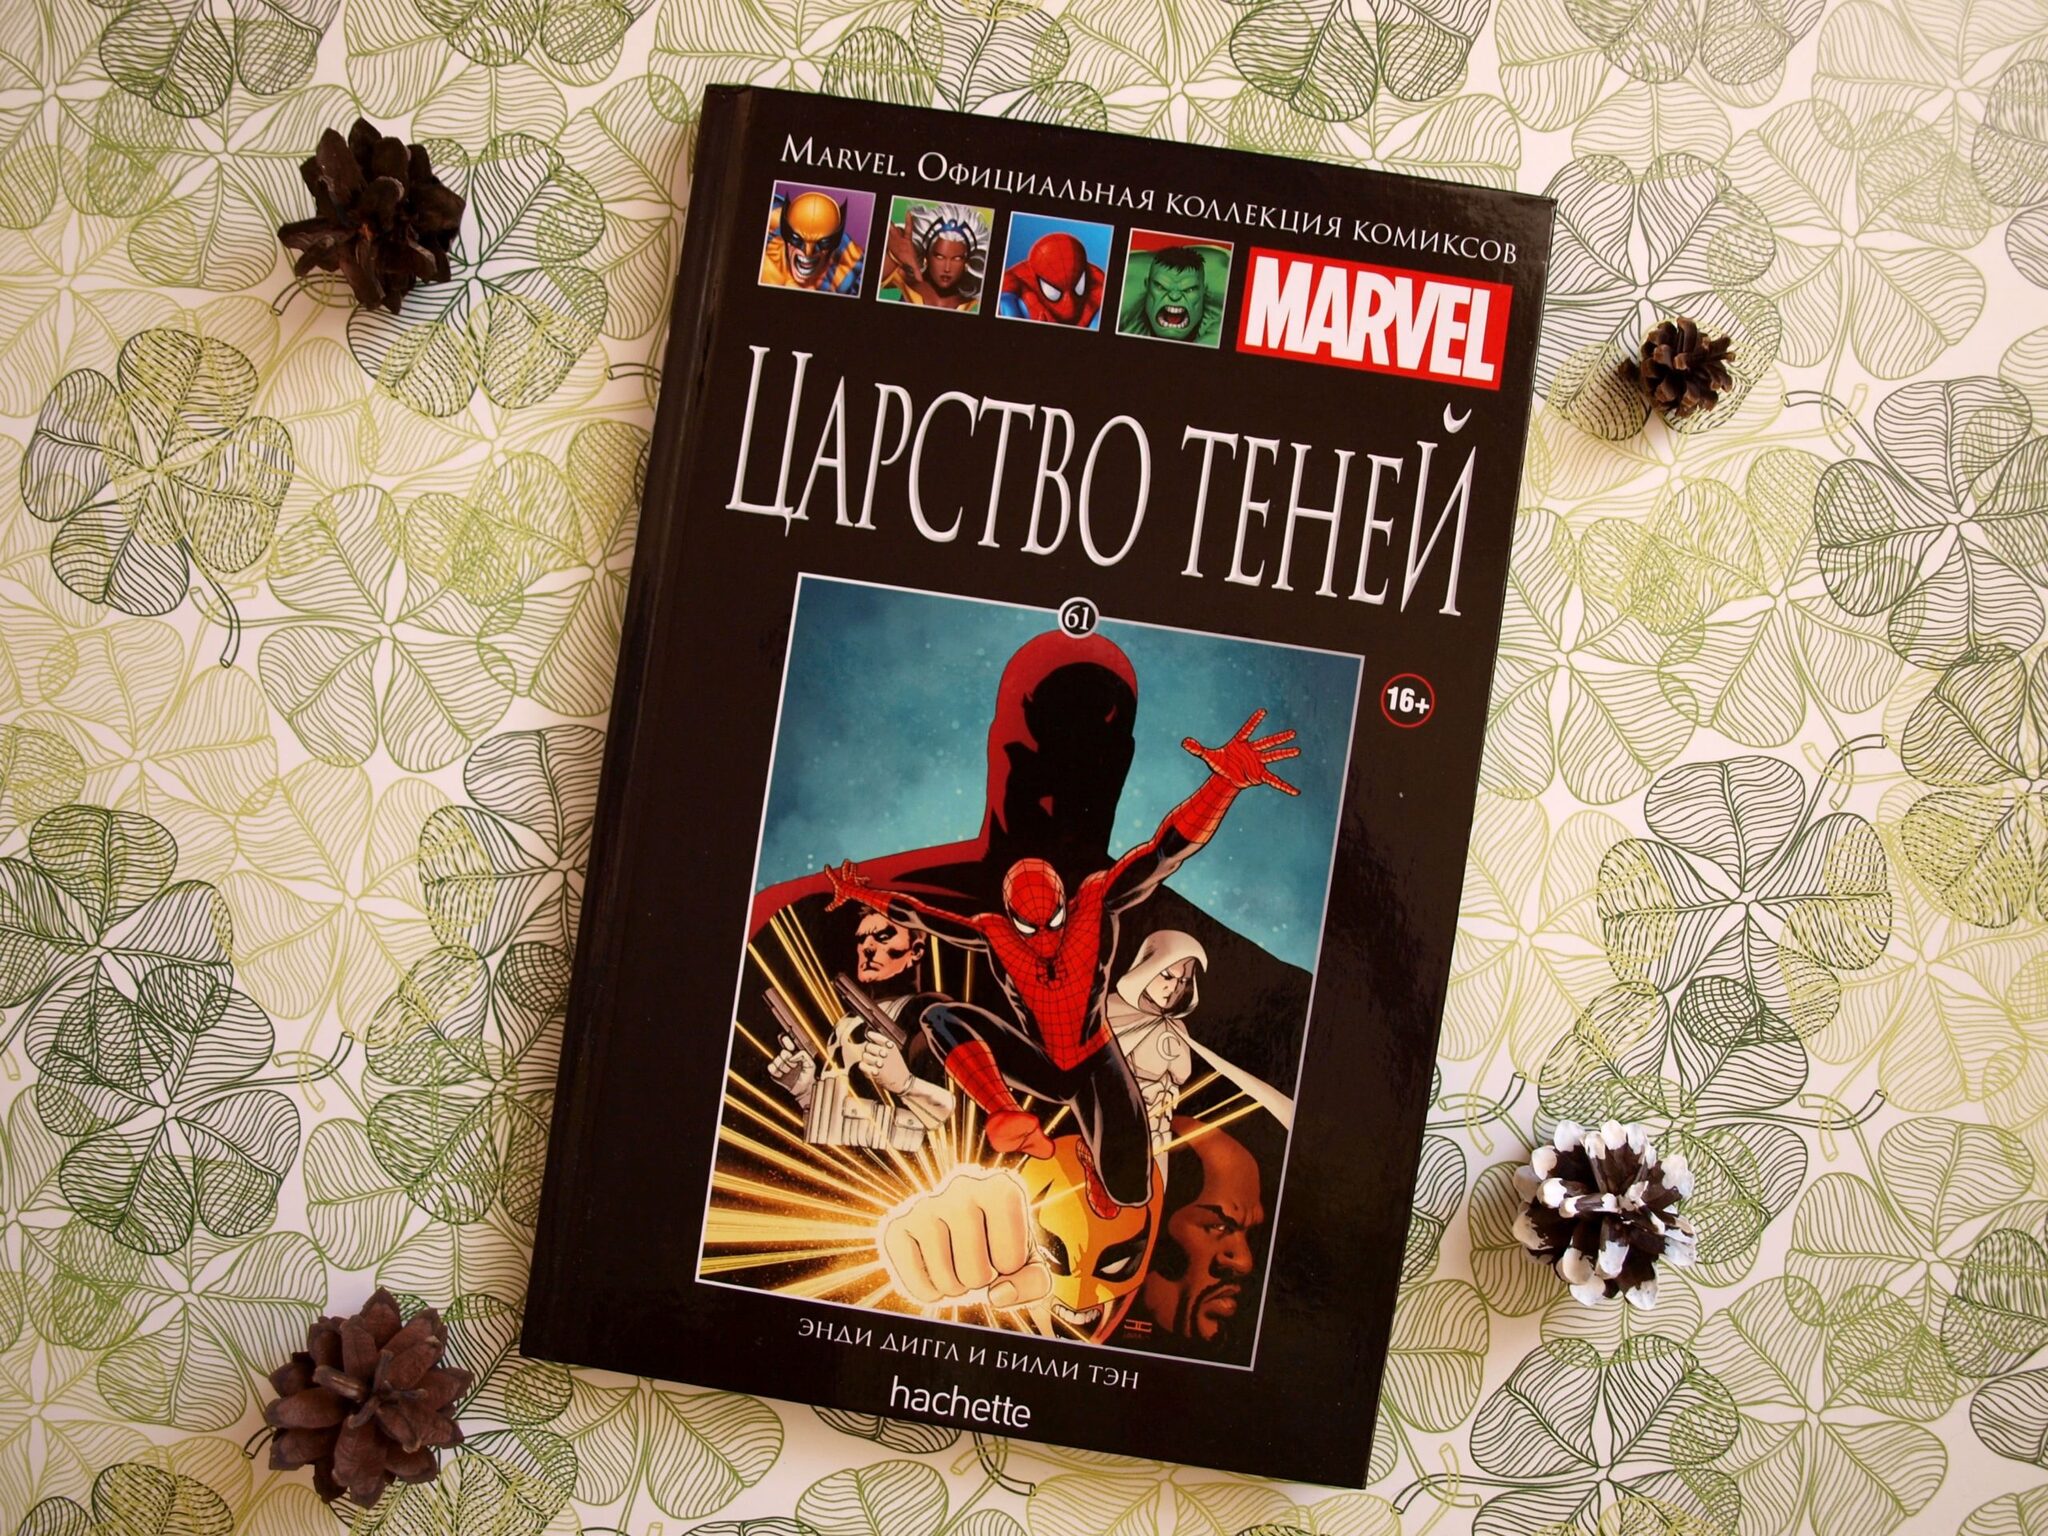 Marvel. Официальная коллекция комиксов
MARVEL
Царство теней
61
16+
Энди Диггл и Билли Тэн
hachette